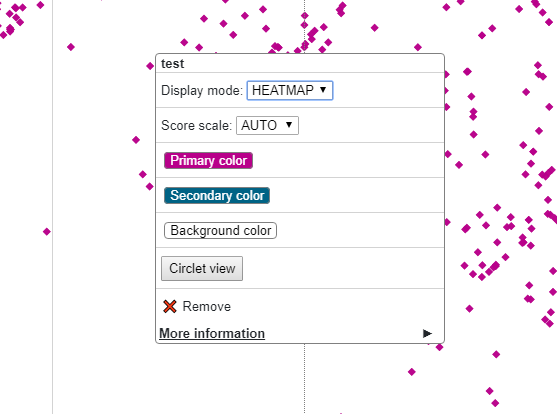 test
Display mode: HEATMAP
Score scale: AUTO
Primary color
Secondary color
Background color
Circlet view
Remove
More information